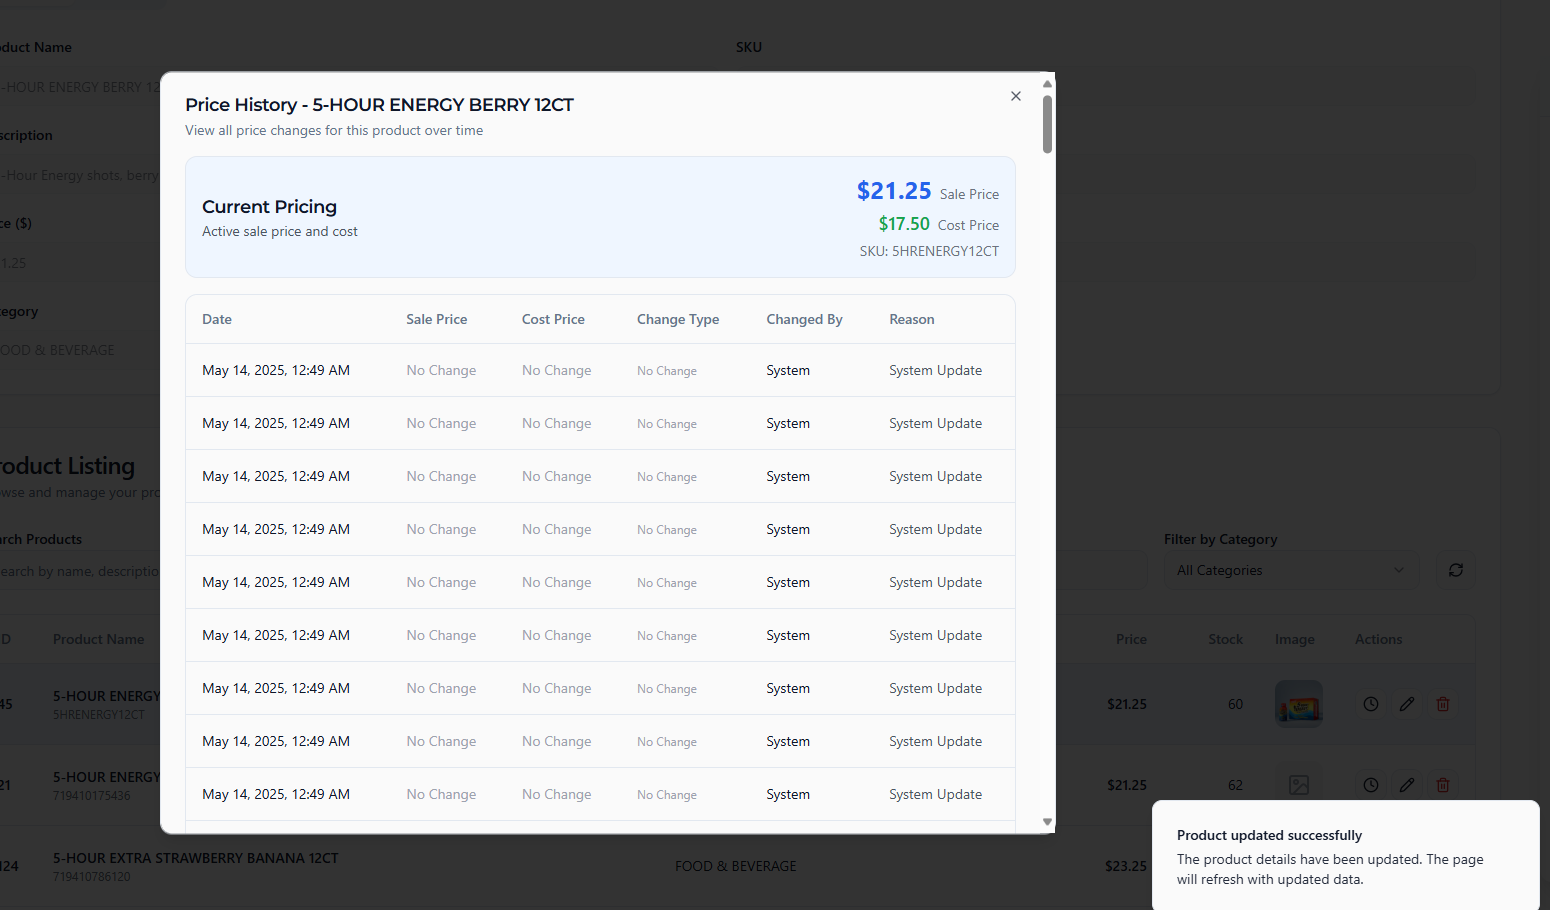 duct Name
SKU
-HOUR ENERGY BERRY 12
Price History - 5-HOUR ENERGY BERRY 12CT
View all price changes for this product over time
scription
-Hour Energy shots, berry
Current Pricing
Active sale price and cost
$21.25 Sale Price
$17.50 Cost Price
SKU: 5HRENERGY12CT
ce ($)
1.25
egory
OOD & BEVERAGE
Date Sale Price Cost Price Change Type Changed By Reason
May 14, 2025, 12:49 AM No Change No Change No Change System System Update
May 14, 2025, 12:49 AM No Change No Change No Change System System Update
May 14, 2025, 12:49 AM No Change No Change No Change System System Update
May 14, 2025, 12:49 AM No Change No Change No Change System System Update
May 14, 2025, 12:49 AM No Change No Change No Change System System Update
May 14, 2025, 12:49 AM No Change No Change No Change System System Update
May 14, 2025, 12:49 AM No Change No Change No Change System System Update
May 14, 2025, 12:49 AM No Change No Change No Change System System Update
May 14, 2025, 12:49 AM No Change No Change No Change System System Update
roduct Listing
wse and manage your pro
rch Products
earch by name, descriptio
Filter by Category
All Categories
D Product Name Price Stock Image Actions
45 5-HOUR ENERGY $21.25 60
5HRENERGY12CT
21 5-HOUR ENERGY $21.25 62
719410175436
124 5-HOUR EXTRA STRAWBERRY BANANA 12CT FOOD & BEVERAGE $23.25
719410786120
Product updated successfully
The product details have been updated. The page
will refresh with updated data.